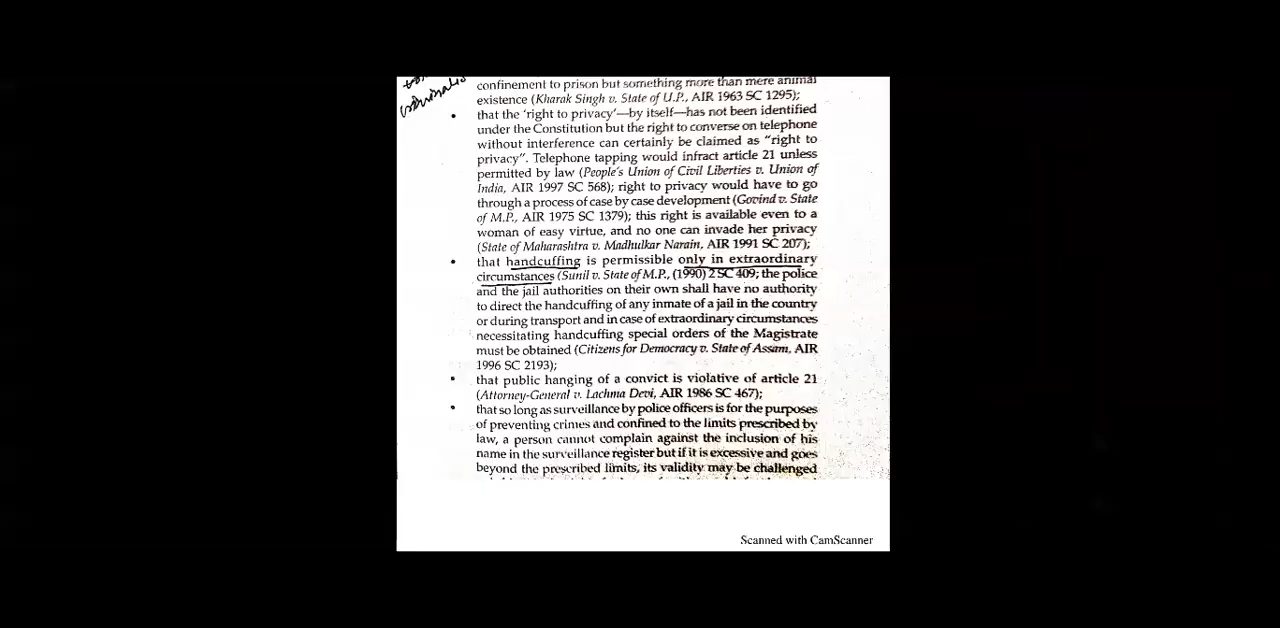 confinement to prison but something more than mere animal
existence (Kharak Singh v. State of U.P., AIR 1963 SC 1295);
• that the 'right to privacy'—by itself—has not been identified
under the Constitution but the right to converse on telephone
without interference can certainly be claimed as "right to
privacy". Telephone tapping would infract article 21 unless
permitted by law (People's Union of Civil Liberties v. Union of
India, AIR 1997 SC 568); right to privacy would have to go
through a process of case by case development (Govind v. State
of M.P., AIR 1975 SC 1379); this right is available even to a
woman of easy virtue, and no one can invade her privacy
(State of Maharashtra v. Madhulkar Narain, AIR 1991 SC 207);
• that handcuffing is permissible only in extraordinary
circumstances (Sunil v. State of M.P., (1990) 2 SC 409; the police
and the jail authorities on their own shall have no authority
to direct the handcuffing of any inmate of a jail in the country
or during transport and in case of extraordinary circumstances
necessitating handcuffing special orders of the Magistrate
must be obtained (Citizens for Democracy v. State of Assam, AIR
1996 SC 2193);
• that public hanging of a convict is violative of article 21
(Attorney-General v. Lachma Devi, AIR 1986 SC 467);
• that so long as surveillance by police officers is for the purposes
of preventing crimes and confined to the limits prescribed by
law, a person cannot complain against the inclusion of his
name in the surveillance register but if it is excessive and goes
beyond the prescribed limits, its validity may be challenged
Scanned with CamScanner